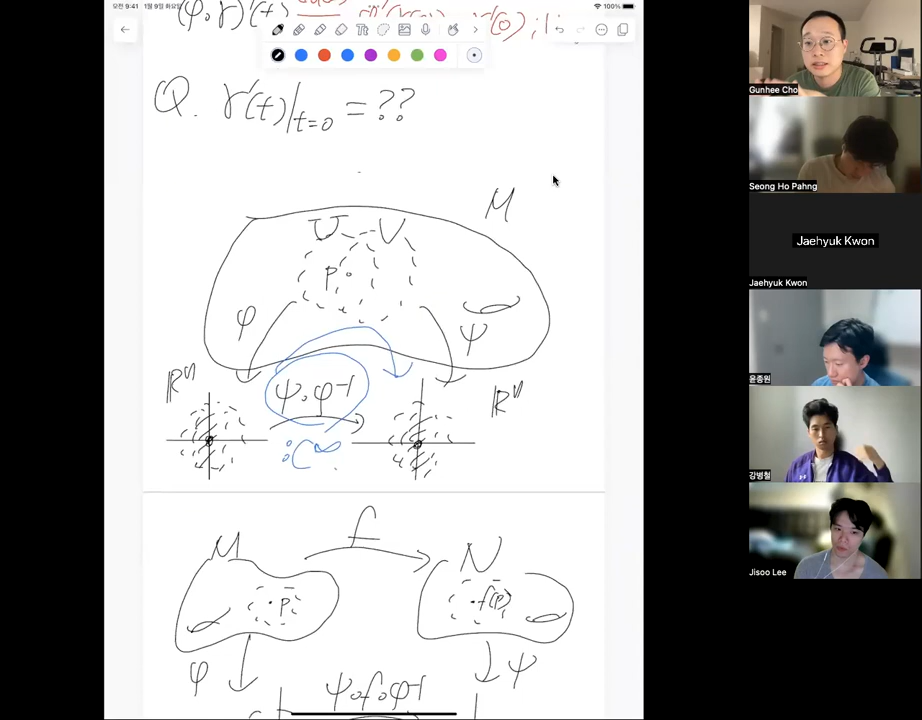 오전 9:41 1월 9일 화요일
100%
(φ∘γ)'(t)
Q. γ'(t)|t=0 = ??
M
U V
p
φ
ψ
ℝⁿ
ψ∘φ⁻¹
ℝⁿ
: C∞
f
M
N
p
f(p)
φ
ψ
ψ∘f∘φ⁻¹
Gunhee Cho
Seong Ho Pahng
Jaehyuk Kwon
Jaehyuk Kwon
윤종원
강병철
Jisoo Lee